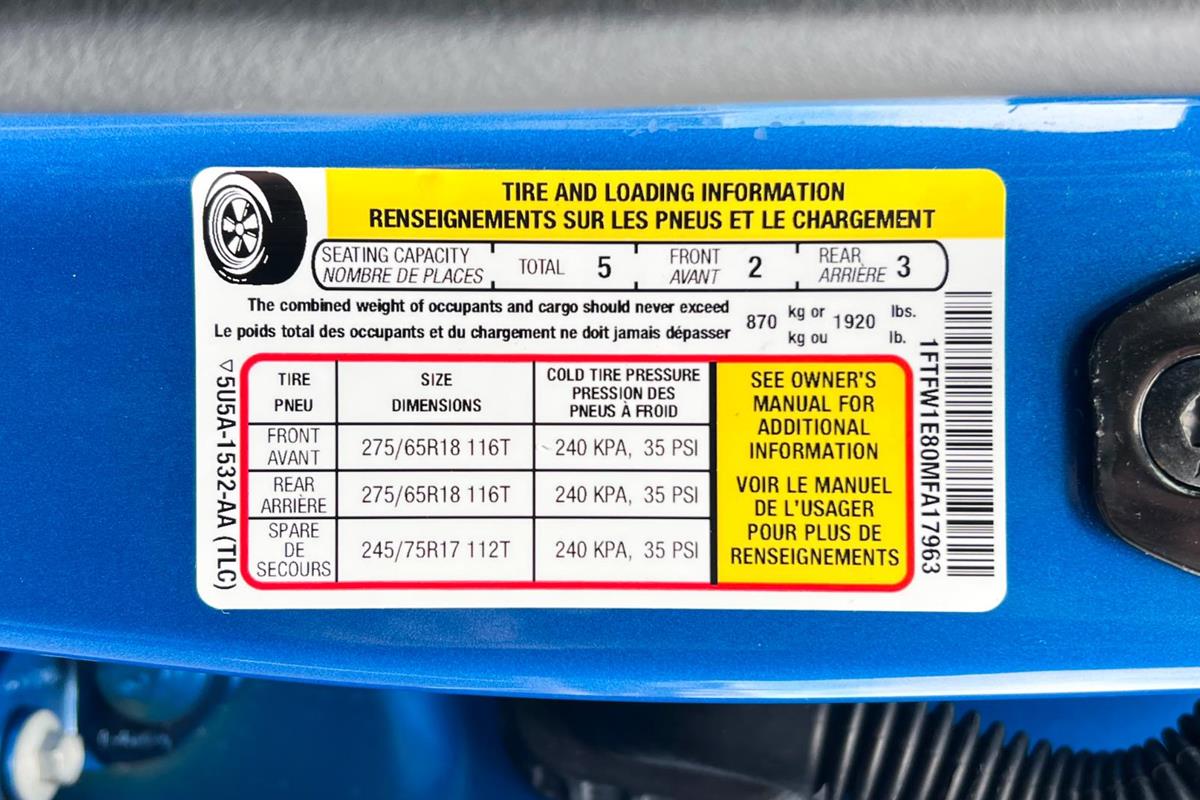 TIRE AND LOADING INFORMATION
RENSEIGNEMENTS SUR LES PNEUS ET LE CHARGEMENT
SEATING CAPACITY TOTAL 5 FRONT 2 REAR 3
NOMBRE DE PLACES AVANT ARRIÈRE
The combined weight of occupants and cargo should never exceed 870 kg or 1920 lbs.
Le poids total des occupants et du chargement ne doit jamais dépasser kg ou lb.
TIRE SIZE COLD TIRE PRESSURE
PNEU DIMENSIONS PRESSION DES
PNEUS À FROID
FRONT
AVANT 275/65R18 116T 240 KPA, 35 PSI
REAR
ARRIÈRE 275/65R18 116T 240 KPA, 35 PSI
SPARE
DE
SECOURS 245/75R17 112T 240 KPA, 35 PSI
SEE OWNER'S
MANUAL FOR
ADDITIONAL
INFORMATION
VOIR LE MANUEL
DE L'USAGER
POUR PLUS DE
RENSEIGNEMENTS
5U5A-1532-AA (TLC)
1FTFW1E80MFA17963